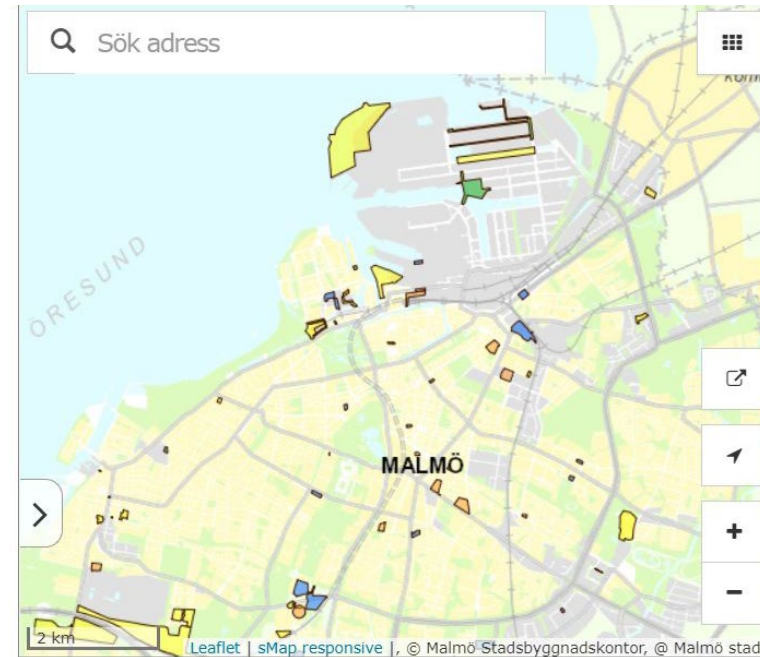 Sök adress
ÖRESUND
MALMÖ
2 km
Leaflet | sMap responsive |, © Malmö Stadsbyggnadskontor, @ Malmö stad